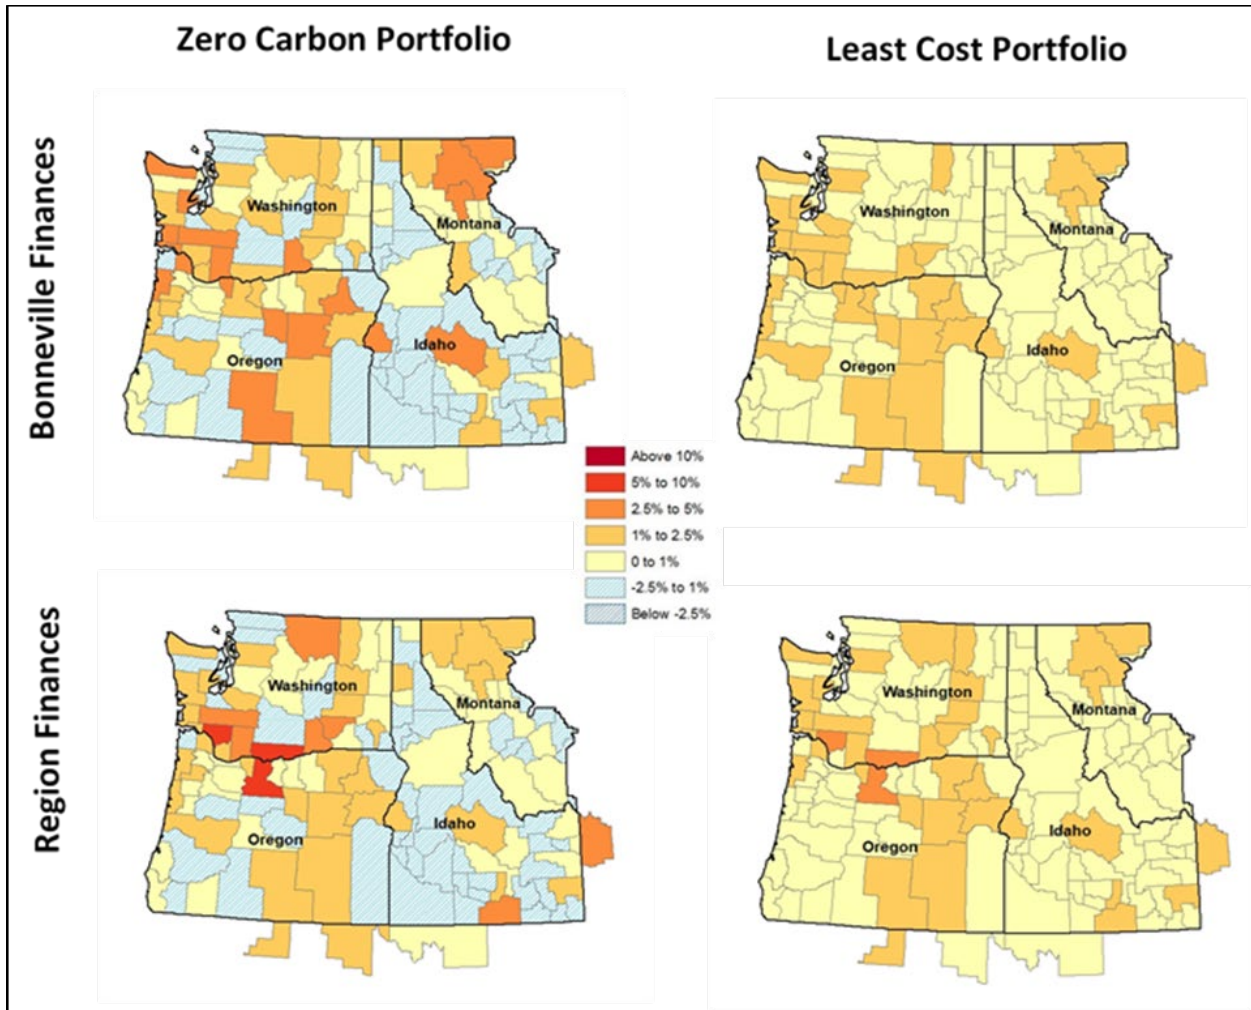 Zero Carbon Portfolio
Least Cost Portfolio
Bonneville Finances
Washington
Montana
Oregon
Idaho
Washington
Montana
Oregon
Idaho
Above 10%
5% to 10%
2.5% to 5%
1% to 2.5%
0 to 1%
-2.5% to 1%
Below -2.5%
Region Finances
Washington
Montana
Oregon
Idaho
Washington
Montana
Oregon
Idaho